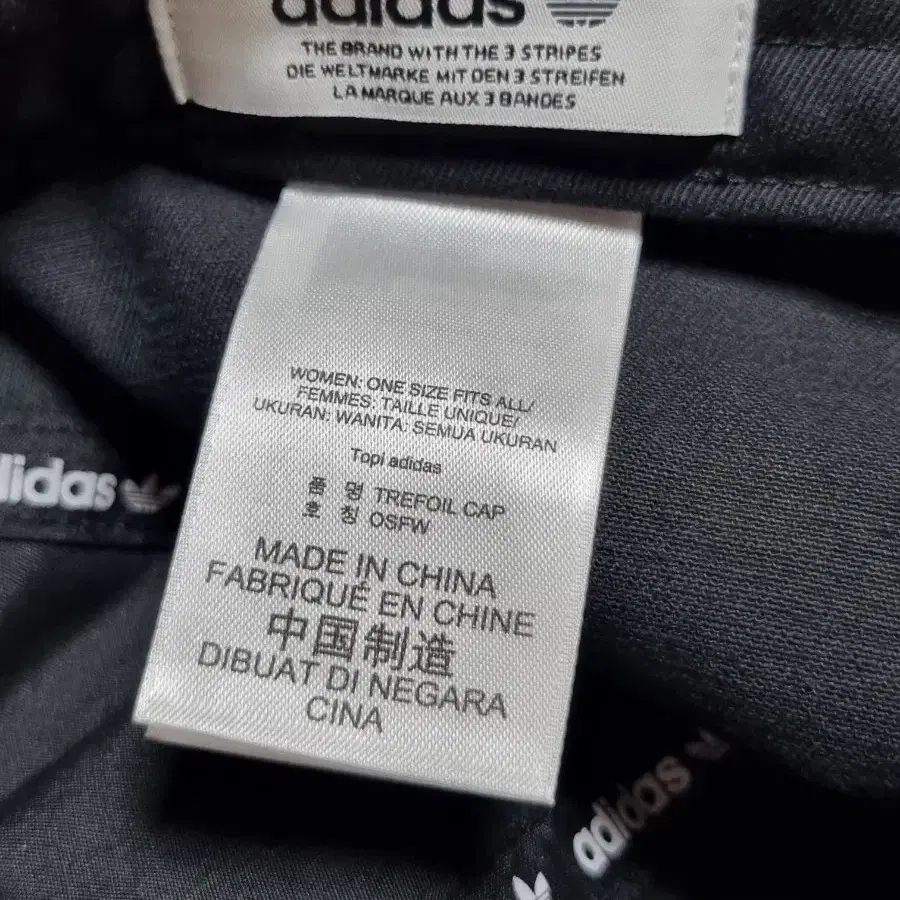 adidas
THE BRAND WITH THE 3 STRIPES
DIE WELTMARKE MIT DEN 3 STREIFEN
LA MARQUE AUX 3 BANDES
WOMEN: ONE SIZE FITS ALL/
FEMMES: TAILLE UNIQUE/
UKURAN: WANITA: SEMUA UKURAN
Topi adidas
품 명 TREFOIL CAP
호 칭 OSFW
MADE IN CHINA
FABRIQUÉ EN CHINE
中国制造
DIBUAT DI NEGARA
CINA
adidas
adidas